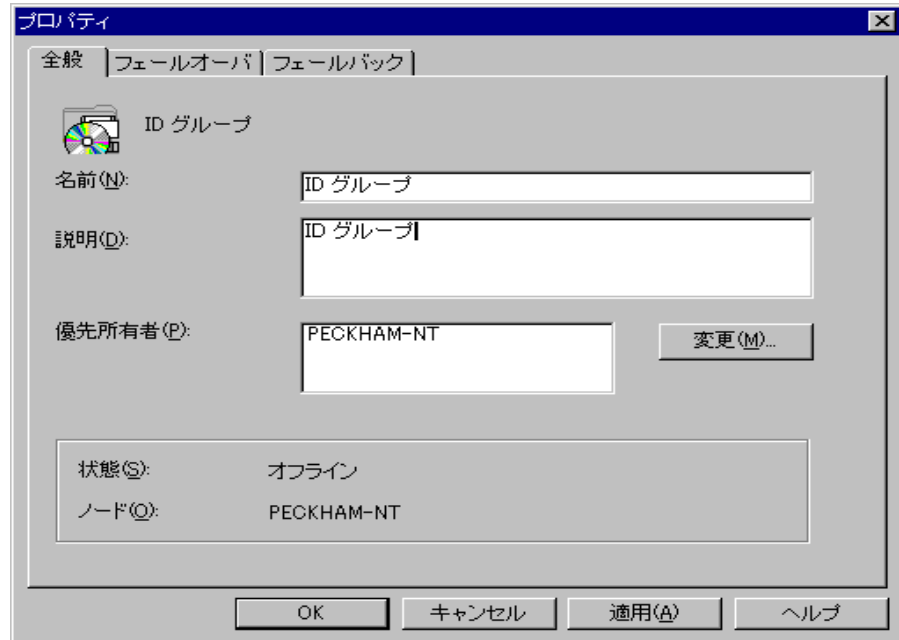 プロパティ
全般 フェールオーバ フェールバック
ID グループ
名前(N): ID グループ
説明(D): ID グループ
優先所有者(P): PECKHAM-NT 変更(M)...
状態(S): オフライン
ノード(O): PECKHAM-NT
OK キャンセル 適用(A) ヘルプ